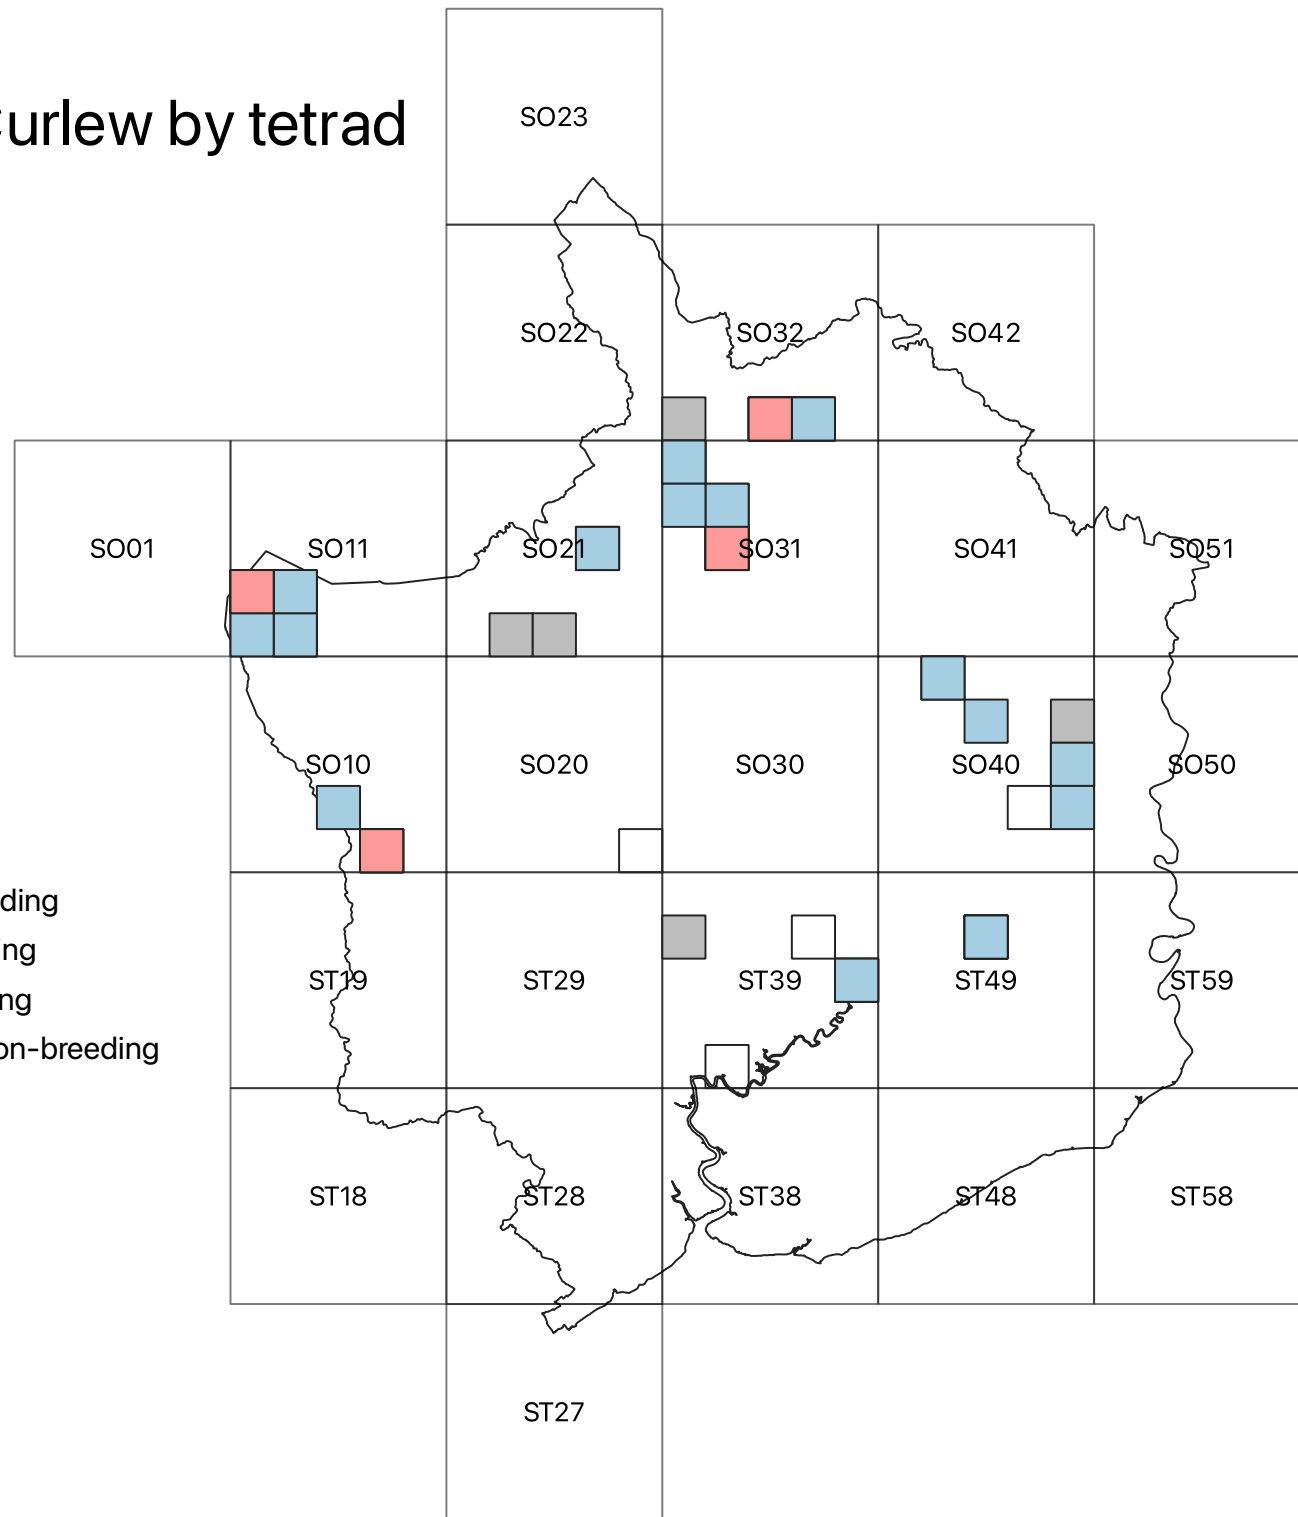 SO23
urlew by tetrad
SO22 SO32 SO42
SO01 SO11 SO21 SO31 SO41 SO51
SO10 SO20 SO30 SO40 SO50
ding
ng
ng
on-breeding
ST19 ST29 ST39 ST49 ST59
ST18 ST28 ST38 ST48 ST58
ST27